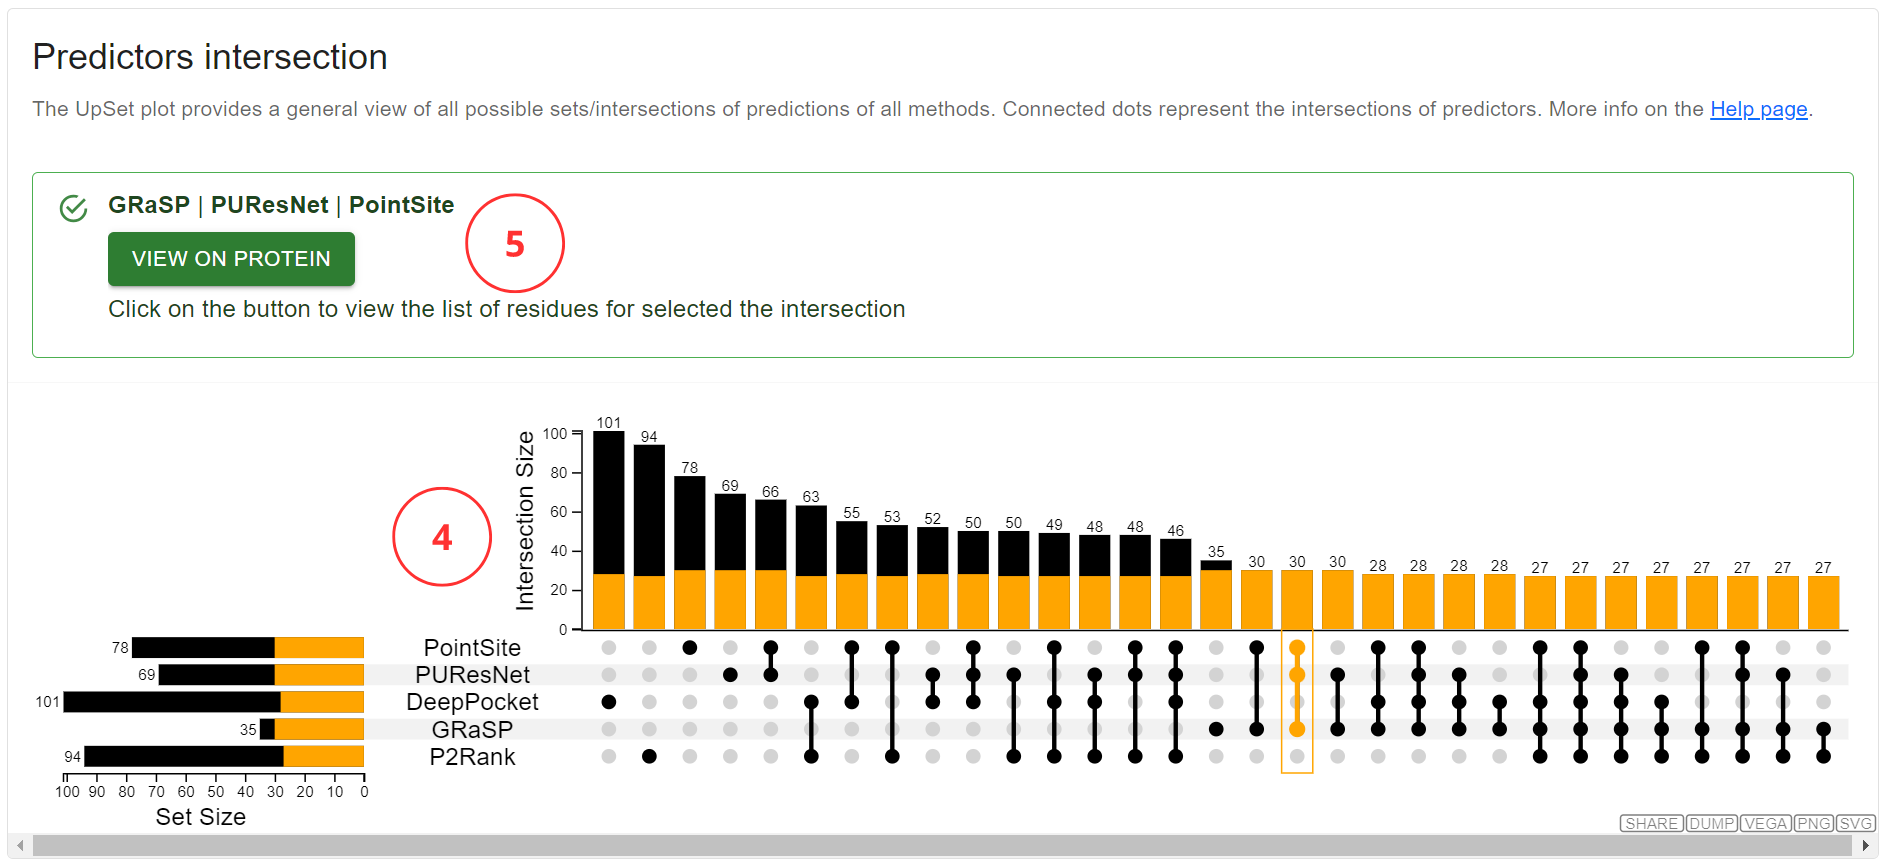 Predictors intersection
The UpSet plot provides a general view of all possible sets/intersections of predictions of all methods. Connected dots represent the intersections of predictors. More info on the Help page.
GRaSP | PUResNet | PointSite
VIEW ON PROTEIN
5
Click on the button to view the list of residues for selected the intersection
4
Intersection Size
100
80
60
40
20
0
101 94 78 69 66 63 55 53 52 50 50 49 48 48 46 35 30 30 30 28 28 28 28 27 27 27 27 27 27 27 27
78 PointSite
69 PUResNet
101 DeepPocket
35 GRaSP
94 P2Rank
100 90 80 70 60 50 40 30 20 10 0
Set Size
SHARE DUMP VEGA PNG SVG